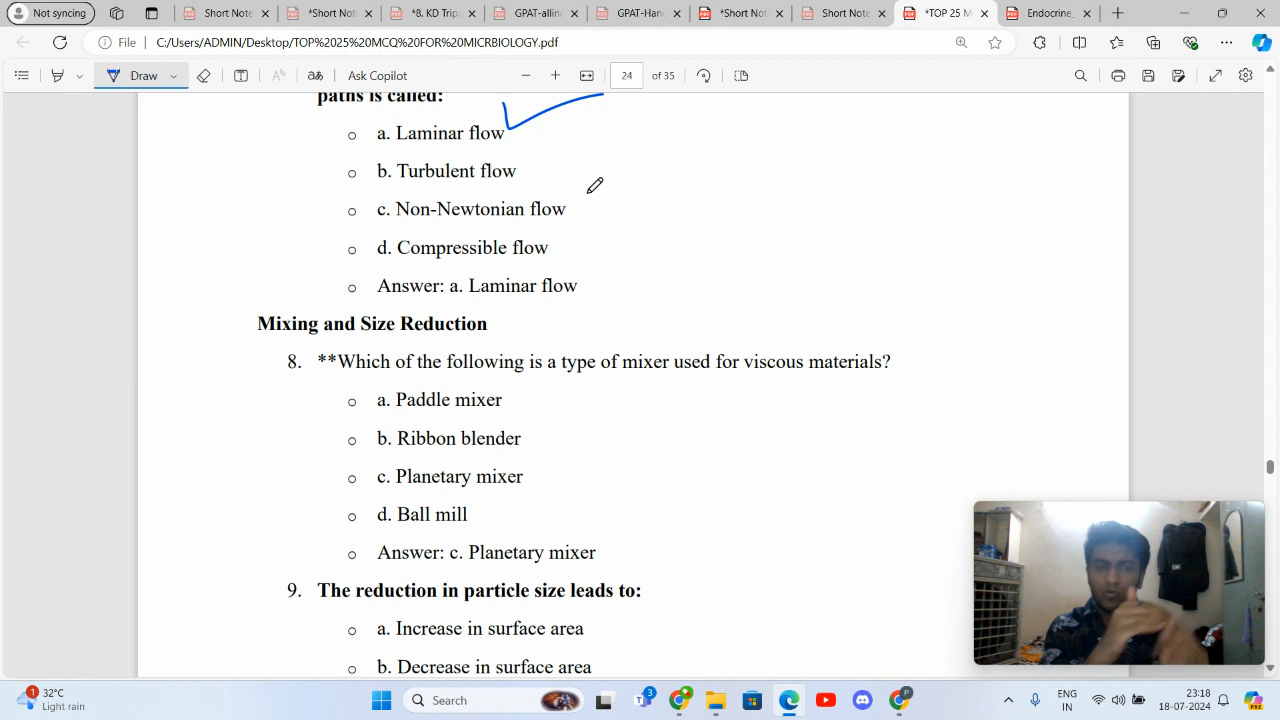 Not syncing
Short Note
*Short Not
*8. KD Tripa
GPAT-allin
GPAT-Han
*Short Not
Short Note
*TOP 25 M
Endocrine_
File
C:/Users/ADMIN/Desktop/TOP%2025%20MCQ%20FOR%20MICRBIOLOGY.pdf
Draw
Ask Copilot
24 of 35
paths is called:
a. Laminar flow
b. Turbulent flow
c. Non-Newtonian flow
d. Compressible flow
Answer: a. Laminar flow
Mixing and Size Reduction
8. **Which of the following is a type of mixer used for viscous materials?
a. Paddle mixer
b. Ribbon blender
c. Planetary mixer
d. Ball mill
Answer: c. Planetary mixer
9. The reduction in particle size leads to:
a. Increase in surface area
b. Decrease in surface area
1
32°C
Light rain
Search
3
ENG
IN
23:18
18-07-2024